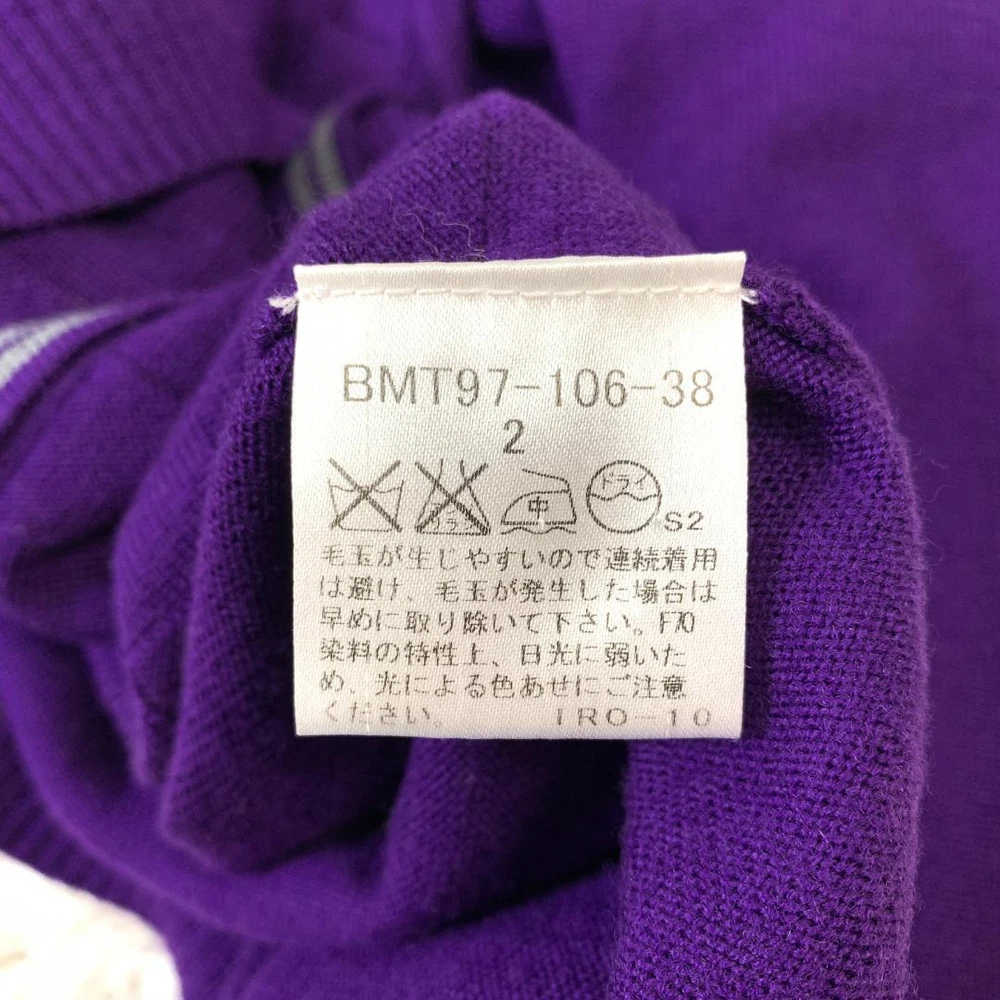 BMT97-106-38
2
エンソ
中
ドライ
S2
毛玉が生じやすいので連続着用
は避け、毛玉が発生した場合は
早めに取り除いて下さい。F70
染料の特性上、日光に弱いた
め、光による色あせにご注意
ください。 IRO-10